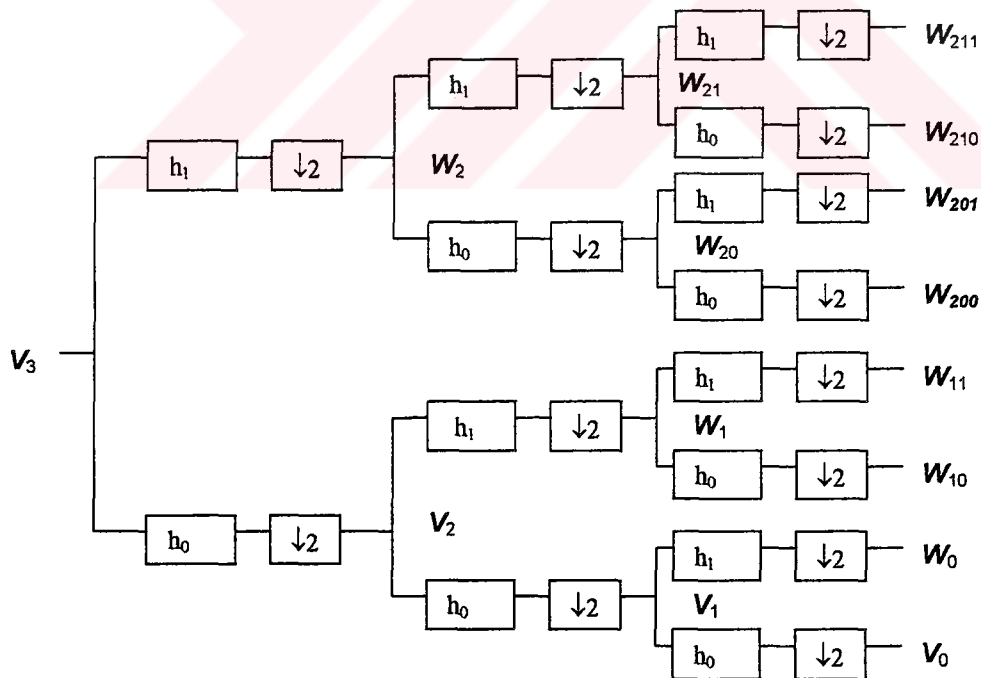 h₁ ↓2 W₂₁₁
h₁ ↓2 W₂₁
h₀ ↓2 W₂₁₀
h₁ ↓2 W₂
h₁ ↓2 W₂₀₁
h₀ ↓2 W₂₀
h₀ ↓2 W₂₀₀
V₃
h₁ ↓2 W₁₁
h₁ ↓2 W₁
h₀ ↓2 W₁₀
h₀ ↓2 V₂
h₁ ↓2 W₀
h₀ ↓2 V₁
h₀ ↓2 V₀